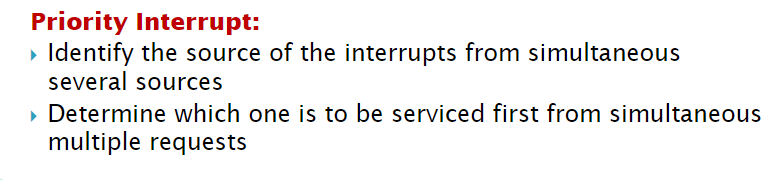 Priority Interrupt:
Identify the source of the interrupts from simultaneous
several sources
Determine which one is to be serviced first from simultaneous
multiple requests